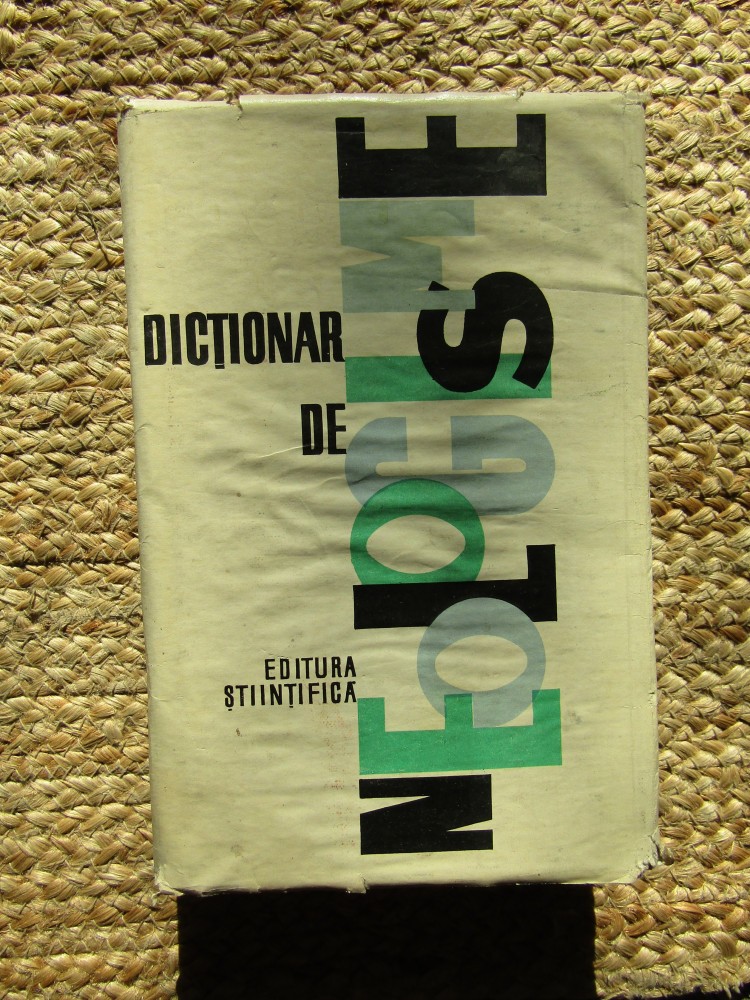 DICȚIONAR
DE
NEOLOGISME
EDITURA
ȘTIINȚIFICĂ